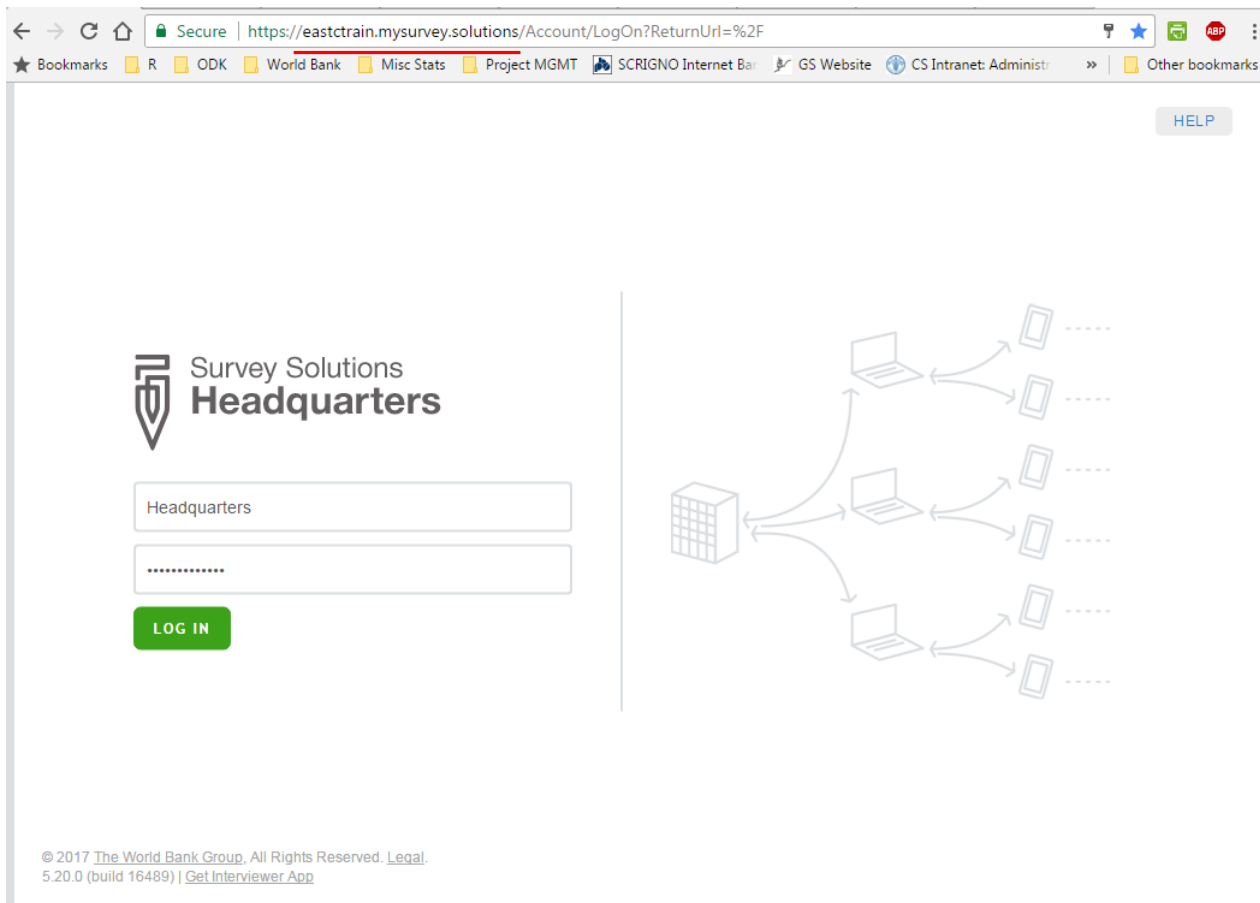 Secure | https://eastctrain.mysurvey.solutions/Account/LogOn?ReturnUrl=%2F
ABP
Bookmarks R ODK World Bank Misc Stats Project MGMT SCRIGNO Internet Ban GS Website CS Intranet: Administr » Other bookmarks
HELP
Survey Solutions
Headquarters
Headquarters
•••••••••••••
LOG IN
© 2017 The World Bank Group, All Rights Reserved. Legal.
5.20.0 (build 16489) | Get Interviewer App